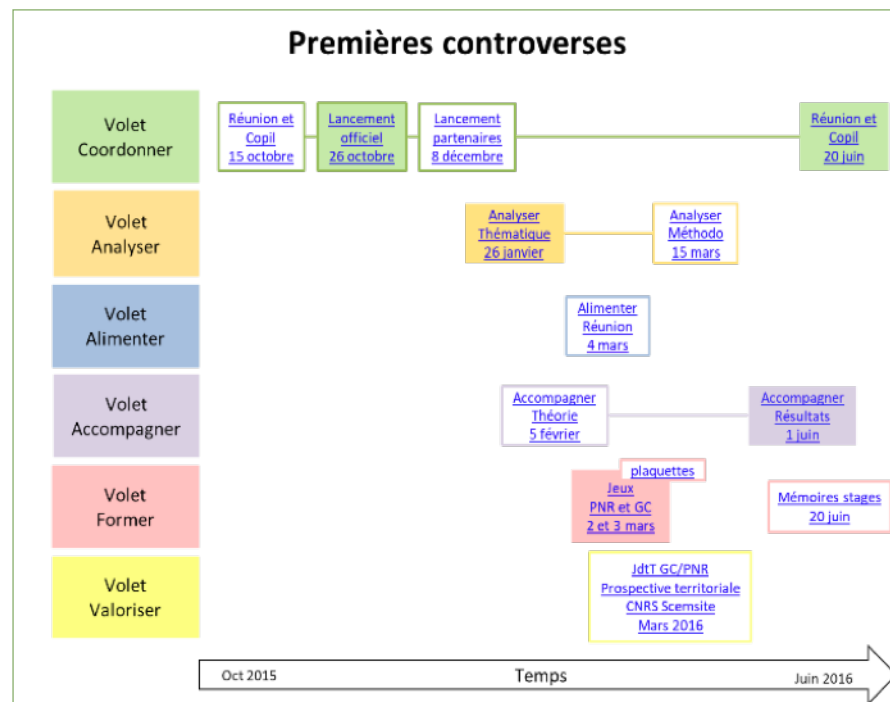 Premières controverses
Volet
Coordonner
Réunion et
Copil
15 octobre
Lancement
officiel
26 octobre
Lancement
partenaires
8 décembre
Réunion et
Copil
20 juin
Volet
Analyser
Analyser
Thématique
26 janvier
Analyser
Méthodo
15 mars
Volet
Alimenter
Alimenter
Réunion
4 mars
Volet
Accompagner
Accompagner
Théorie
5 février
Accompagner
Résultats
1 juin
Volet
Former
plaquettes
Jeux
PNR et GC
2 et 3 mars
Mémoires stages
20 juin
Volet
Valoriser
JdtT GC/PNR
Prospective territoriale
CNRS Scemsite
Mars 2016
Oct 2015
Temps
Juin 2016